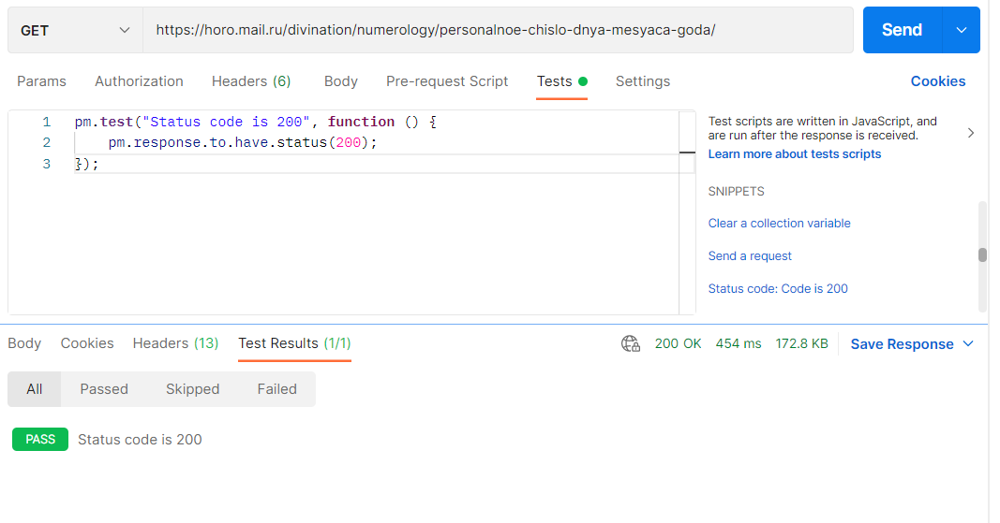 GET https://horo.mail.ru/divination/numerology/personalnoe-chislo-dnya-mesyaca-goda/ Send
Params Authorization Headers (6) Body Pre-request Script Tests Settings Cookies
1 pm.test("Status code is 200", function () {
2 pm.response.to.have.status(200);
3 });
Test scripts are written in JavaScript, and
are run after the response is received.
Learn more about tests scripts
SNIPPETS
Clear a collection variable
Send a request
Status code: Code is 200
Body Cookies Headers (13) Test Results (1/1) 200 OK 454 ms 172.8 KB Save Response
All Passed Skipped Failed
PASS Status code is 200